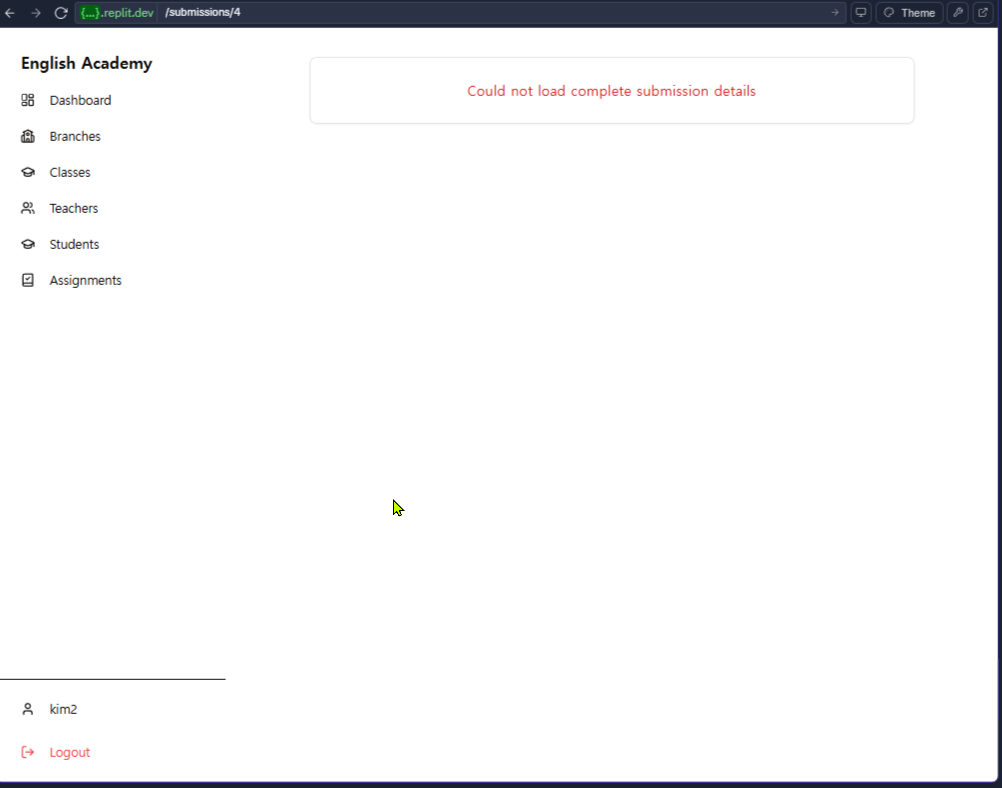 {...}.replit.dev /submissions/4
Theme
English Academy
Dashboard
Branches
Classes
Teachers
Students
Assignments
Could not load complete submission details
kim2
Logout